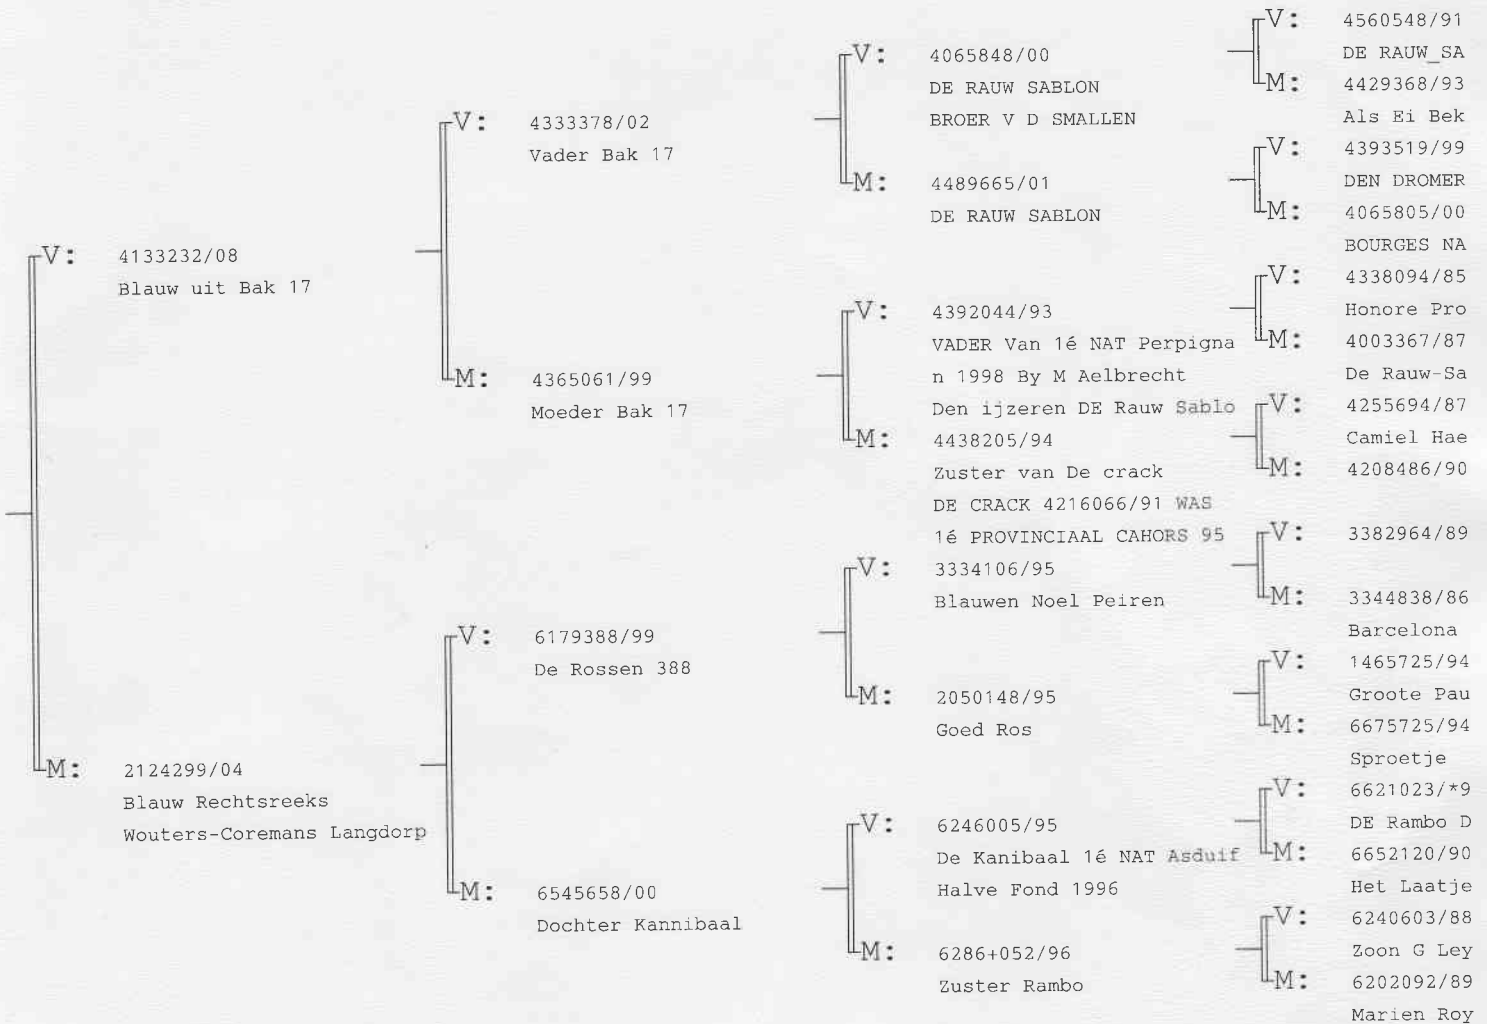 V: 4133232/08
Blauw uit Bak 17
M: 2124299/04
Blauw Rechtsreeks
Wouters-Coremans Langdorp
V: 4333378/02
Vader Bak 17
M: 4365061/99
Moeder Bak 17
V: 6179388/99
De Rossen 388
M: 6545658/00
Dochter Kannibaal
V: 4065848/00
DE RAUW SABLON
BROER V D SMALLEN
M: 4489665/01
DE RAUW SABLON
V: 4392044/93
VADER Van 1é NAT Perpigna
n 1998 By M Aelbrecht
Den ijzeren DE Rauw Sablo
M: 4438205/94
Zuster van De crack
DE CRACK 4216066/91 WAS
1é PROVINCIAAL CAHORS 95
V: 3334106/95
Blauwen Noel Peiren
M: 2050148/95
Goed Ros
V: 6246005/95
De Kanibaal 1é NAT Asduif
Halve Fond 1996
M: 6286+052/96
Zuster Rambo
V: 4560548/91
DE RAUW_SA
M: 4429368/93
Als Ei Bek
V: 4393519/99
DEN DROMER
M: 4065805/00
BOURGES NA
V: 4338094/85
Honore Pro
M: 4003367/87
De Rauw-Sa
V: 4255694/87
Camiel Hae
M: 4208486/90
V: 3382964/89
M: 3344838/86
Barcelona
V: 1465725/94
Groote Pau
M: 6675725/94
Sproetje
V: 6621023/*9
DE Rambo D
M: 6652120/90
Het Laatje
V: 6240603/88
Zoon G Ley
M: 6202092/89
Marien Roy